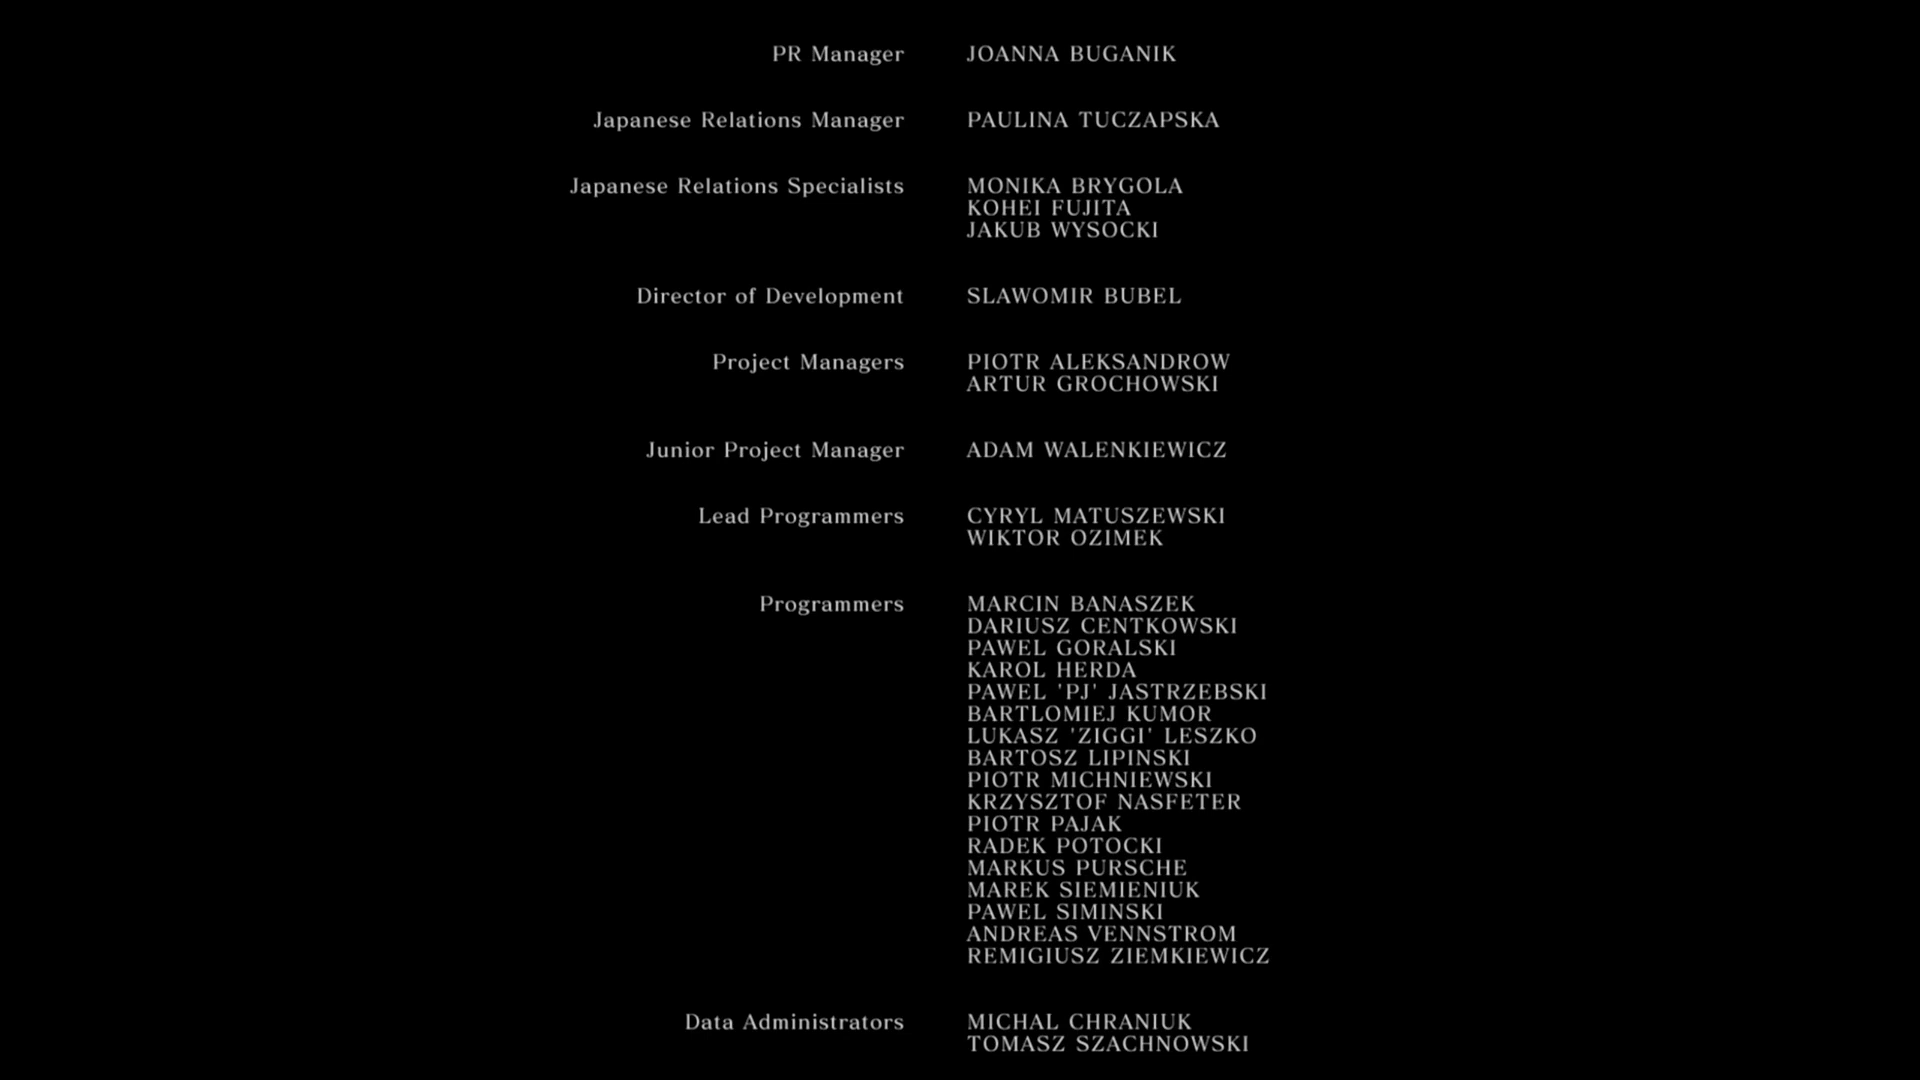 PR Manager JOANNA BUGANIK
Japanese Relations Manager PAULINA TUCZAPSKA
Japanese Relations Specialists MONIKA BRYGOLA
KOHEI FUJITA
JAKUB WYSOCKI
Director of Development SLAWOMIR BUBEL
Project Managers PIOTR ALEKSANDROW
ARTUR GROCHOWSKI
Junior Project Manager ADAM WALENKIEWICZ
Lead Programmers CYRYL MATUSZEWSKI
WIKTOR OZIMEK
Programmers MARCIN BANASZEK
DARIUSZ CENTKOWSKI
PAWEL GORALSKI
KAROL HERDA
PAWEL 'PJ' JASTRZEBSKI
BARTLOMIEJ KUMOR
LUKASZ 'ZIGGI' LESZKO
BARTOSZ LIPINSKI
PIOTR MICHNIEWSKI
KRZYSZTOF NASFETER
PIOTR PAJAK
RADEK POTOCKI
MARKUS PURSCHE
MAREK SIEMIENIUK
PAWEL SIMINSKI
ANDREAS VENNSTROM
REMIGIUSZ ZIEMKIEWICZ
Data Administrators MICHAL CHRANIUK
TOMASZ SZACHNOWSKI